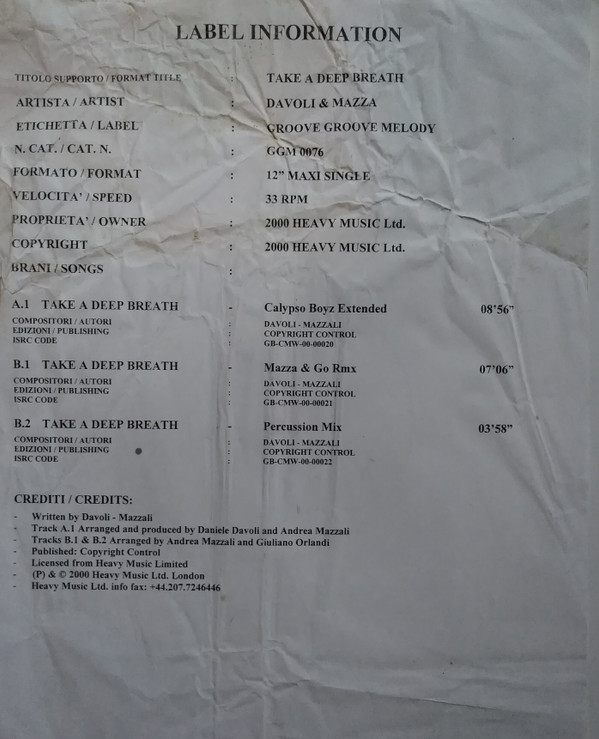 LABEL INFORMATION
TITOLO SUPPORTO / FORMAT TITLE : TAKE A DEEP BREATH
ARTISTA / ARTIST : DAVOLI & MAZZA
ETICHETTA / LABEL : GROOVE GROOVE MELODY
N. CAT. / CAT. N. : GGM 0076
FORMATO / FORMAT : 12” MAXI SINGLE
VELOCITA’ / SPEED : 33 RPM
PROPRIETA’ / OWNER : 2000 HEAVY MUSIC Ltd.
COPYRIGHT : 2000 HEAVY MUSIC Ltd.
BRANI / SONGS :
A.1 TAKE A DEEP BREATH - Calypso Boyz Extended 08’56”
COMPOSITORI / AUTORI : DAVOLI - MAZZALI
EDIZIONI / PUBLISHING : COPYRIGHT CONTROL
ISRC CODE : GB-CMW-00-00020
B.1 TAKE A DEEP BREATH - Mazza & Go Rmx 07’06”
COMPOSITORI / AUTORI : DAVOLI - MAZZALI
EDIZIONI / PUBLISHING : COPYRIGHT CONTROL
ISRC CODE : GB-CMW-00-00021
B.2 TAKE A DEEP BREATH - Percussion Mix 03’58”
COMPOSITORI / AUTORI : DAVOLI - MAZZALI
EDIZIONI / PUBLISHING : COPYRIGHT CONTROL
ISRC CODE : GB-CMW-00-00022
CREDITI / CREDITS:
- Written by Davoli - Mazzali
- Track A.1 Arranged and produced by Daniele Davoli and Andrea Mazzali
- Tracks B.1 & B.2 Arranged by Andrea Mazzali and Giuliano Orlandi
- Published: Copyright Control
- Licensed from Heavy Music Limited
- (P) & © 2000 Heavy Music Ltd. London
- Heavy Music Ltd. info fax: +44.207.7246446